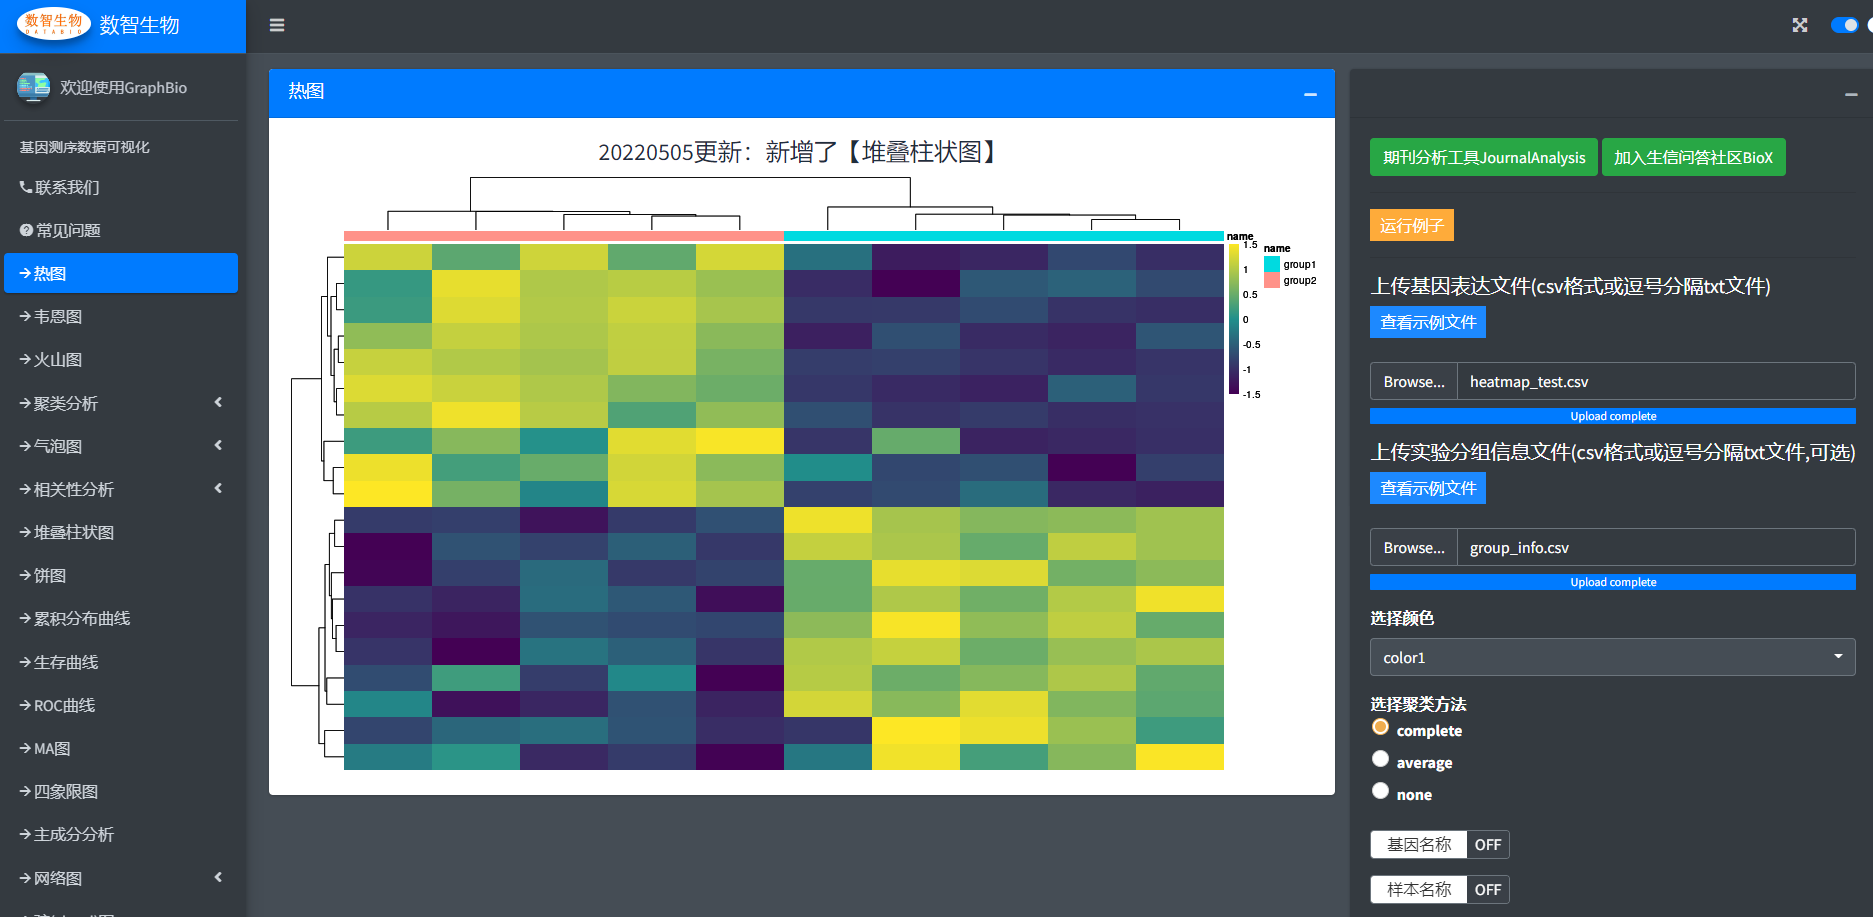 数智生物
DATABIO
数智生物
欢迎使用GraphBio
基因测序数据可视化
联系我们
常见问题
热图
韦恩图
火山图
聚类分析
气泡图
相关性分析
堆叠柱状图
饼图
累积分布曲线
生存曲线
ROC曲线
MA图
四象限图
主成分分析
网络图
热图
20220505更新：新增了【堆叠柱状图】
name
1.5
1
0.5
0
-0.5
-1
-1.5
name
group1
group2
期刊分析工具JournalAnalysis
加入生信问答社区BioX
运行例子
上传基因表达文件(csv格式或逗号分隔txt文件)
查看示例文件
Browse... heatmap_test.csv
Upload complete
上传实验分组信息文件(csv格式或逗号分隔txt文件,可选)
查看示例文件
Browse... group_info.csv
Upload complete
选择颜色
color1
选择聚类方法
complete
average
none
基因名称 OFF
样本名称 OFF